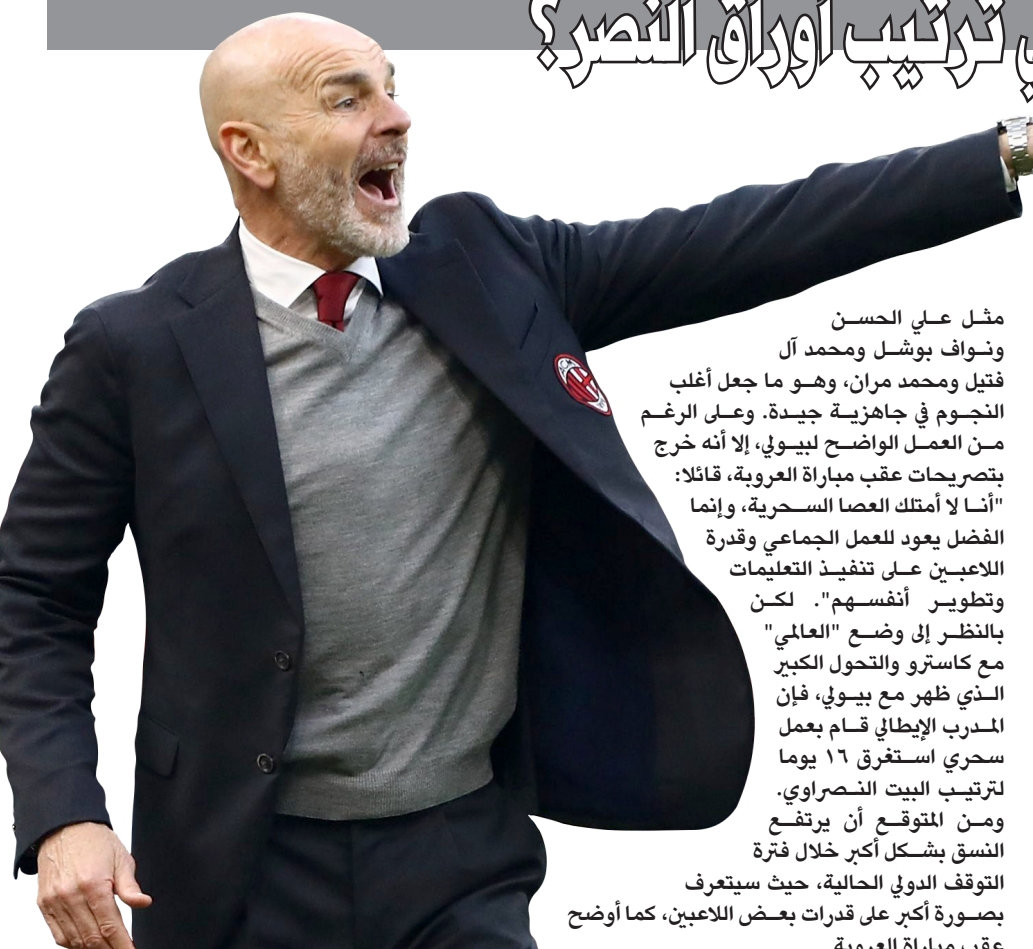 ترتيب أوراق النصر؟
مثل علي الحسن
ونواف بوشل ومحمد آل
فتيل ومحمد مران، وهو ما جعل أغلب
النجوم في جاهزية جيدة. وعلى الرغم
من العمل الواضح لبيولي، إلا أنه خرج
بتصريحات عقب مباراة العروبة، قائلا:
"أنا لا أمتلك العصا السحرية، وإنما
الفضل يعود للعمل الجماعي وقدرة
اللاعبين على تنفيذ التعليمات
وتطوير أنفسهم". لكن
بالنظر إلى وضع "العالمي"
مع كاسترو والتحول الكبير
الذي ظهر مع بيولي، فإن
المدرب الإيطالي قام بعمل
سحري استغرق ١٦ يوما
لترتيب البيت النصراوي.
ومن المتوقع أن يرتفع
النسق بشكل أكبر خلال فترة
التوقف الدولي الحالية، حيث سيتعرف
بصورة أكبر على قدرات بعض اللاعبين، كما أوضح
عقب مباراة العروبة